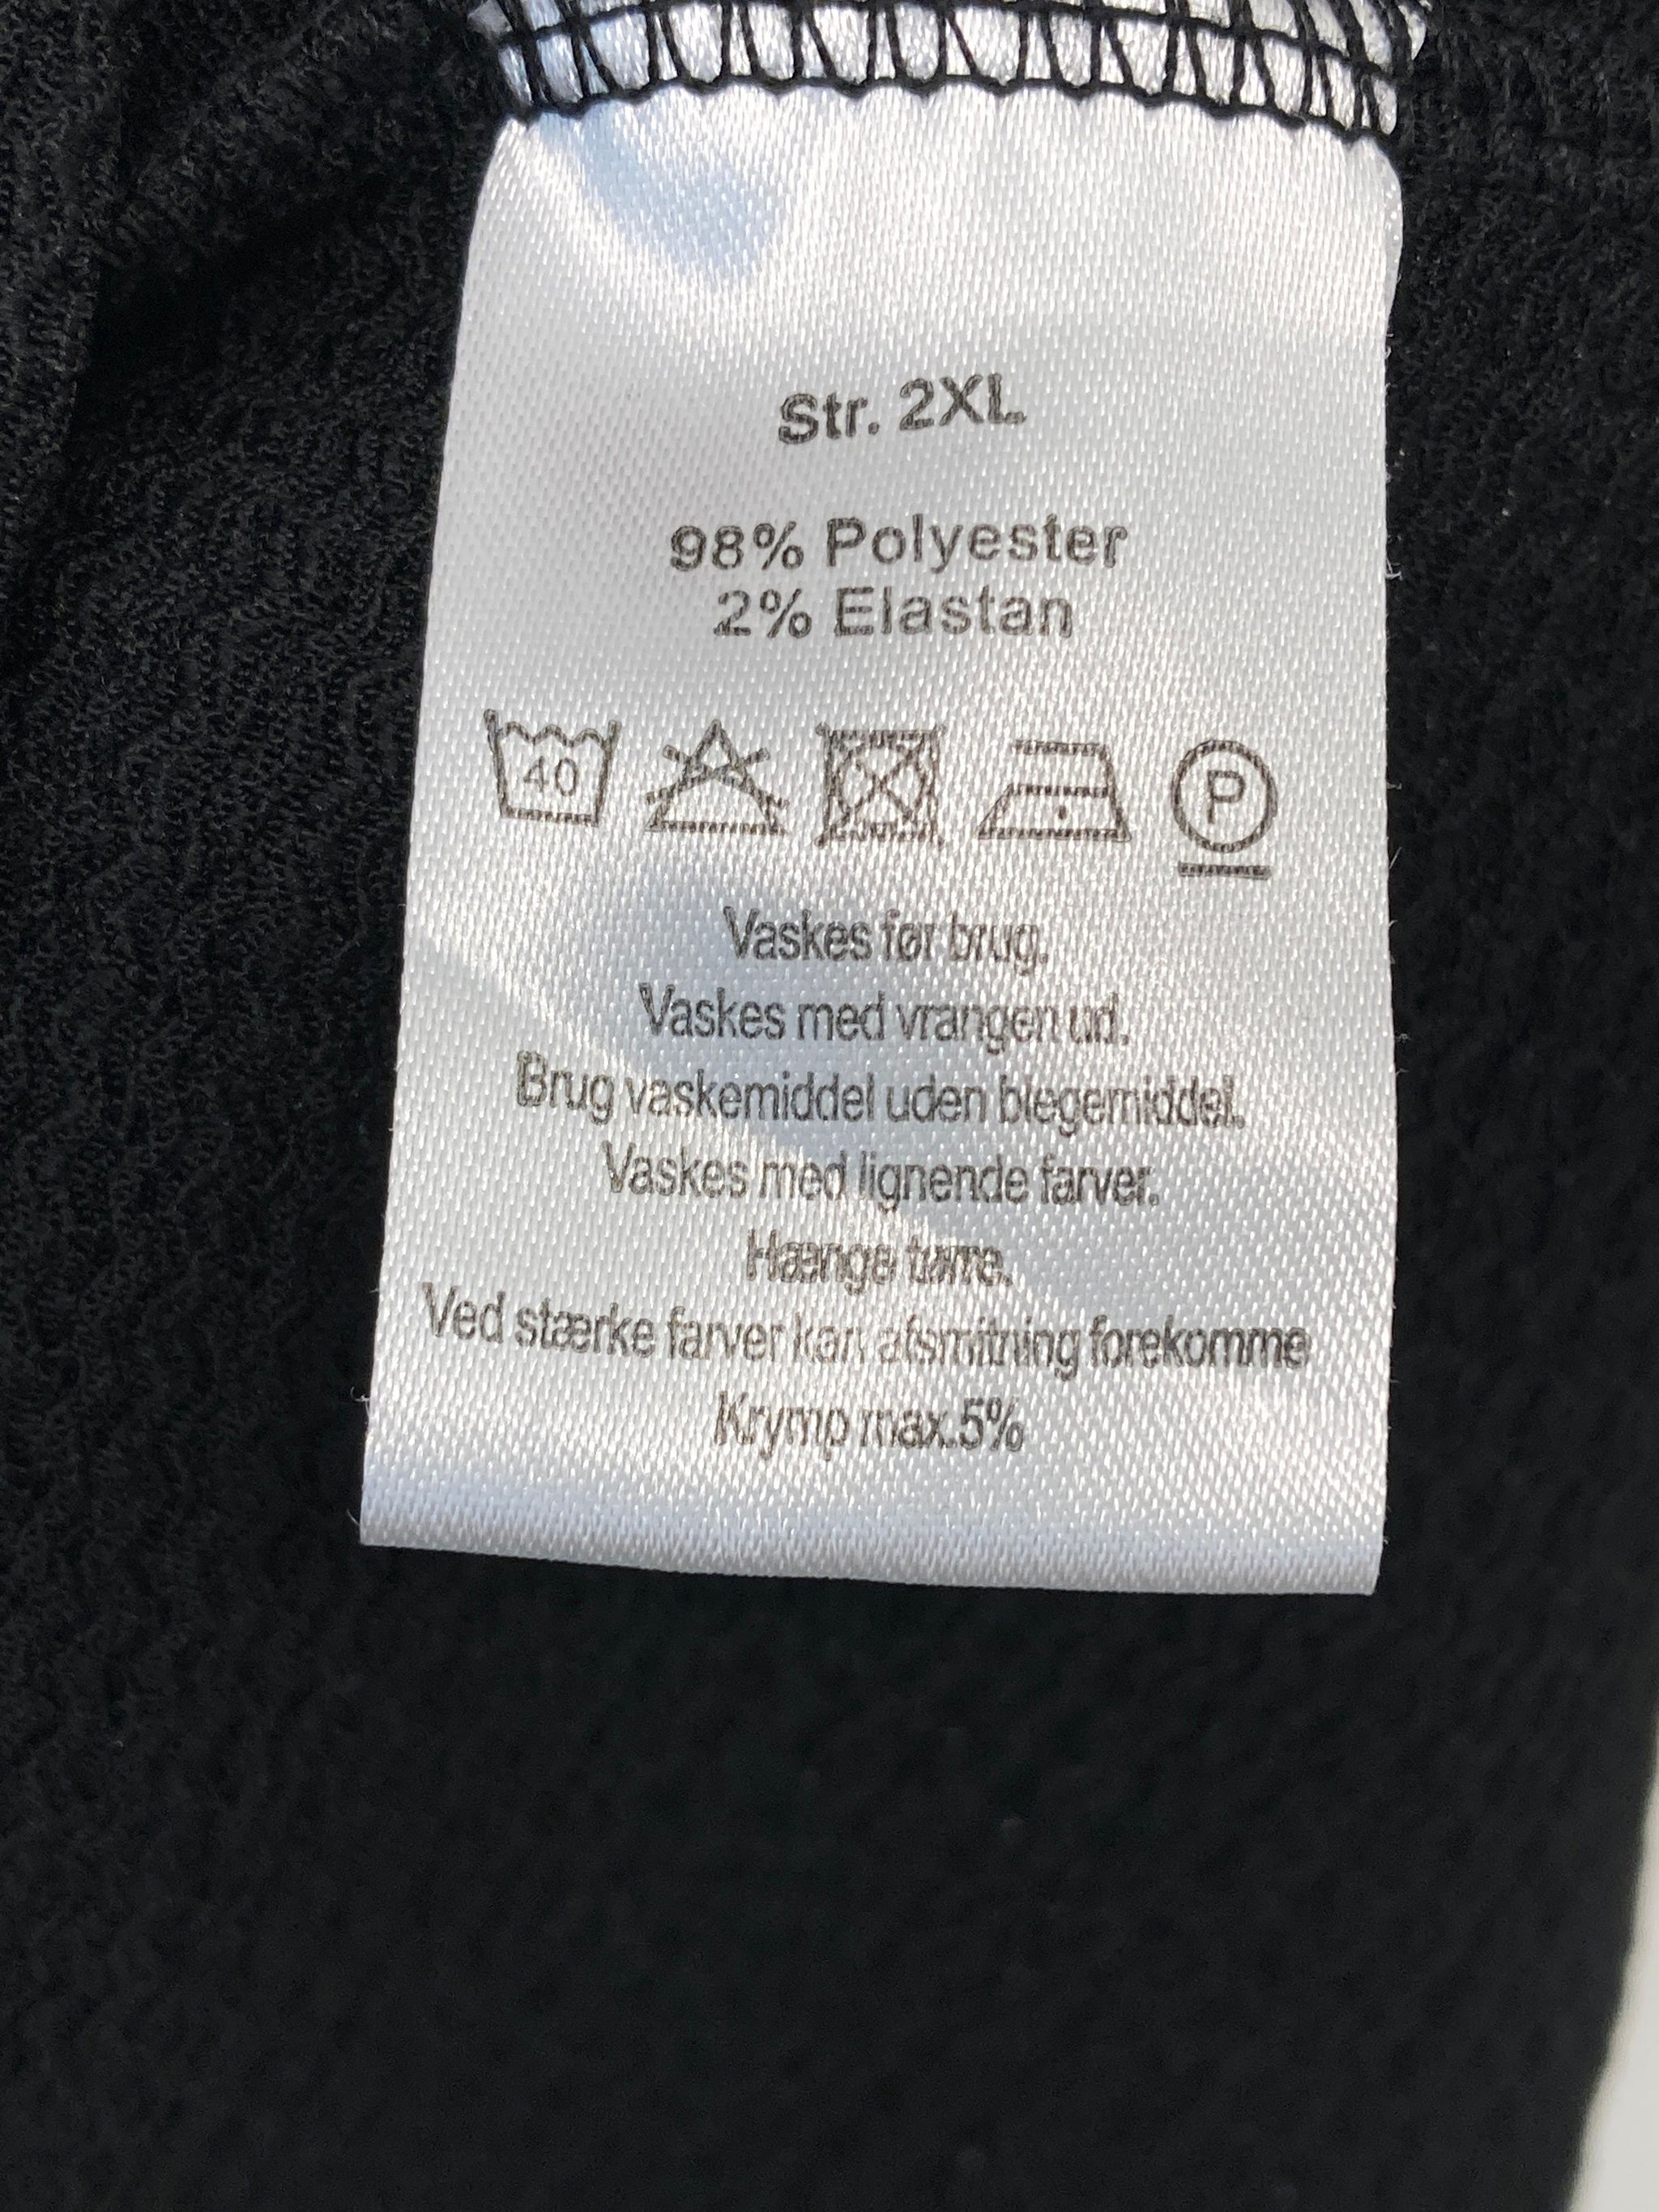 Str. 2XL
98% Polyester
2% Elastan
40
P
Vaskes før brug.
Vaskes med vrangen ud.
Brug vaskemiddel uden blegemiddel.
Vaskes med lignende farver.
Hænge tørre.
Ved stærke farver kan afsmitning forekomme
Krymp max.5%